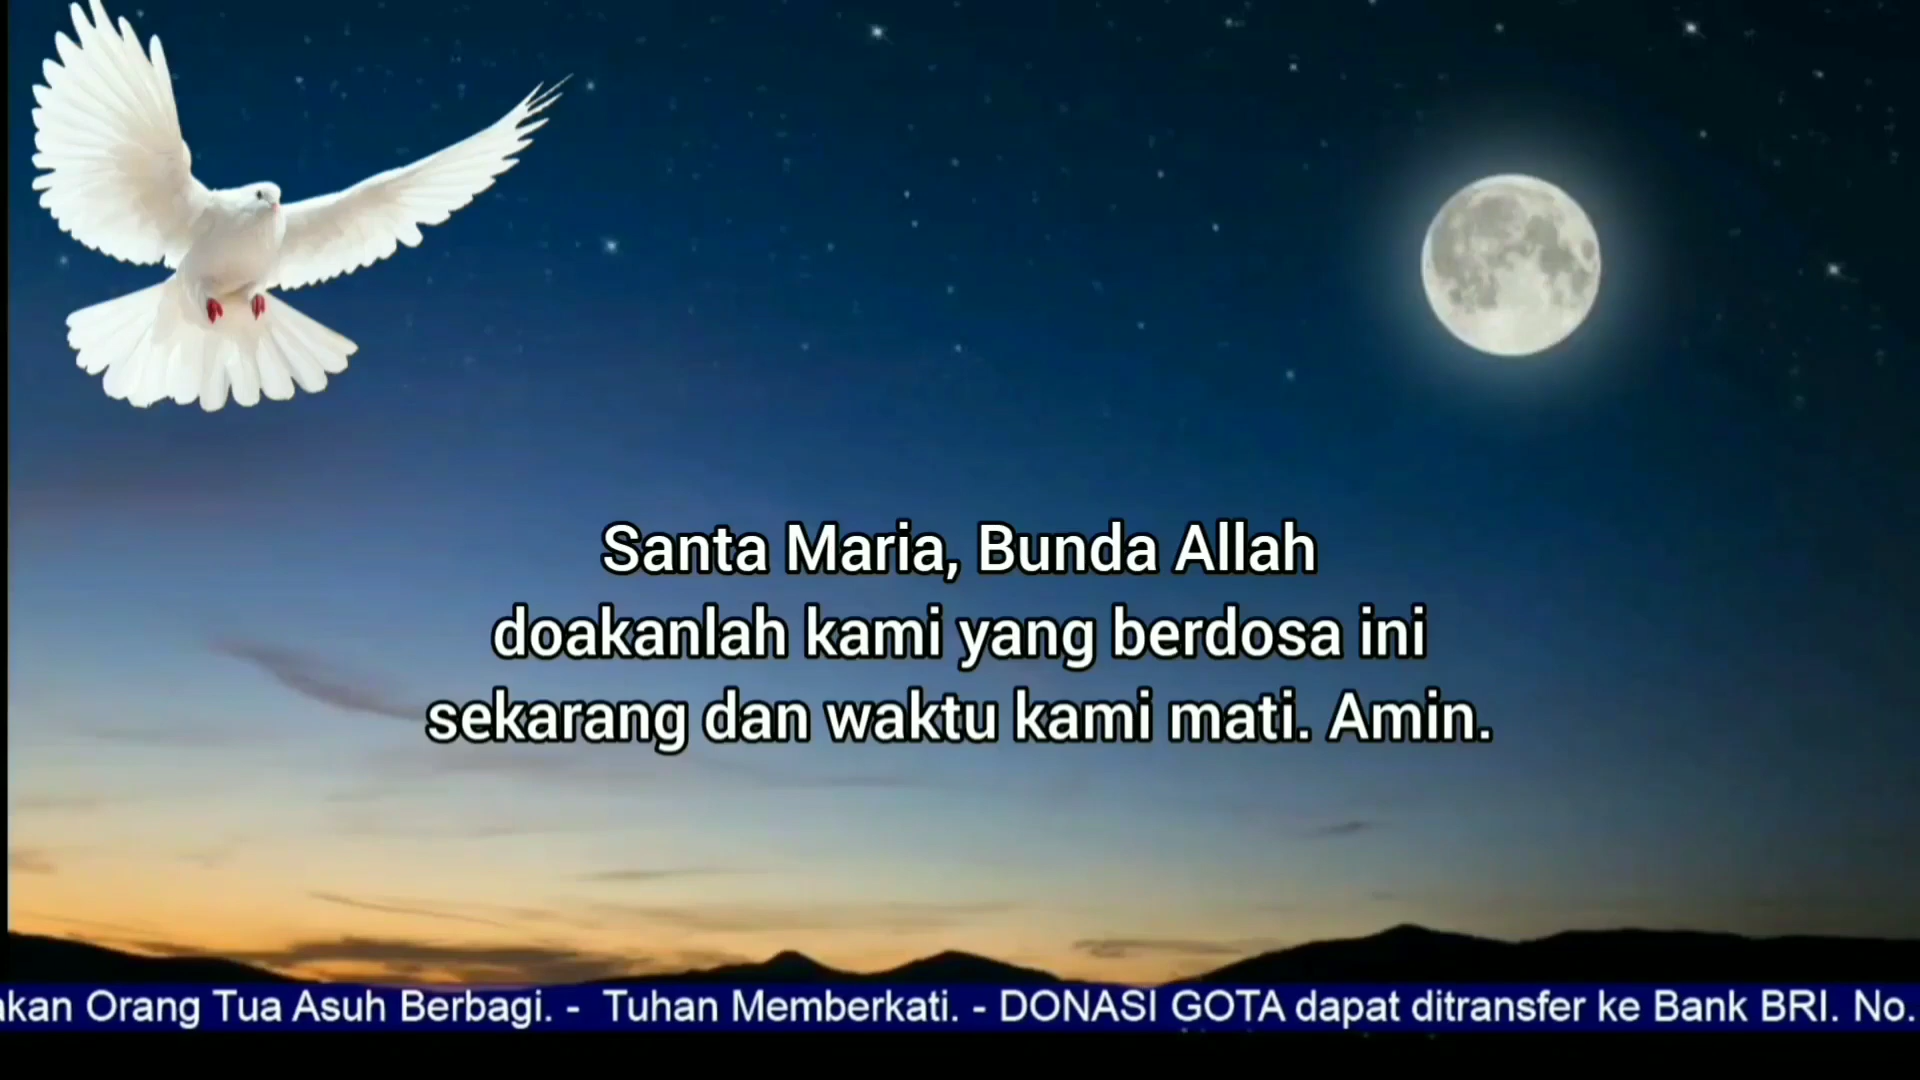 Santa Maria, Bunda Allah
doakanlah kami yang berdosa ini
sekarang dan waktu kami mati. Amin.
Orang Tua Asuh Berbagi. - Tuhan Memberkati. - DONASI GOTA dapat ditransfer ke Bank BRI. No.